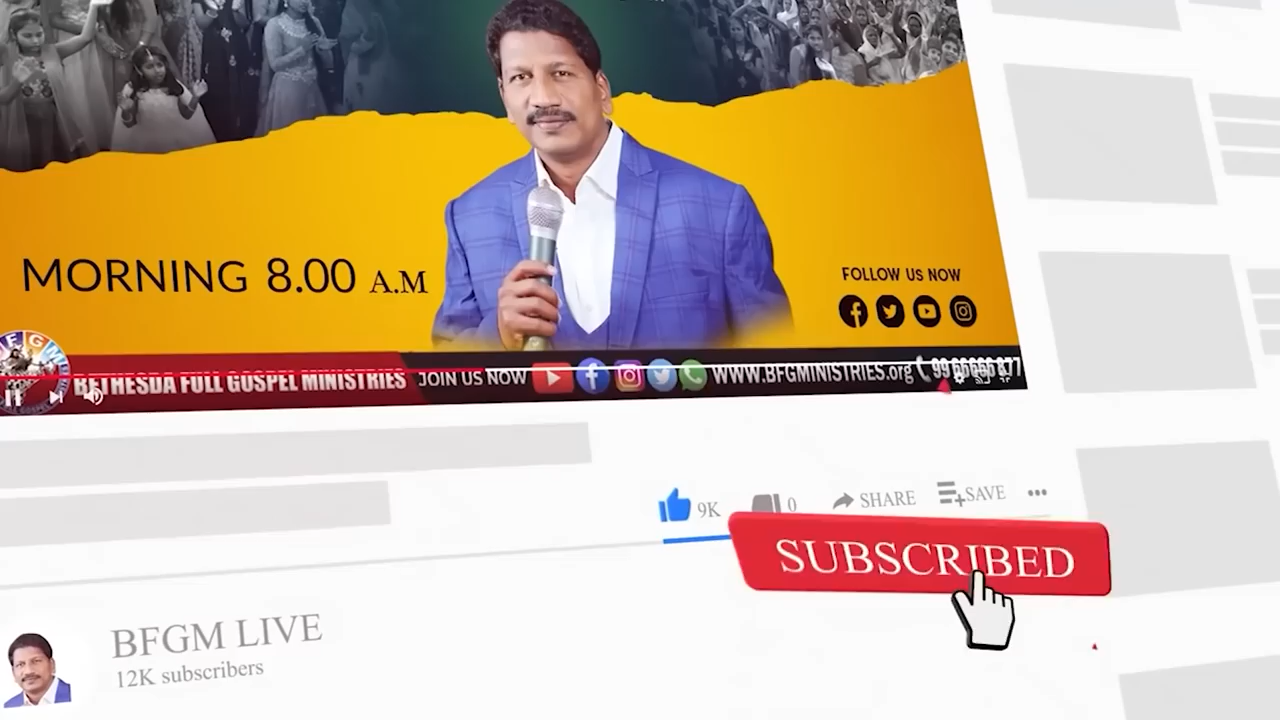 MORNING 8.00 A.M
FOLLOW US NOW
BETHESDA FULL GOSPEL MINISTRIES JOIN US NOW WWW.BFGMINISTRIES.org
9K 0 SHARE SAVE
SUBSCRIBED
BFGM LIVE
12K subscribers